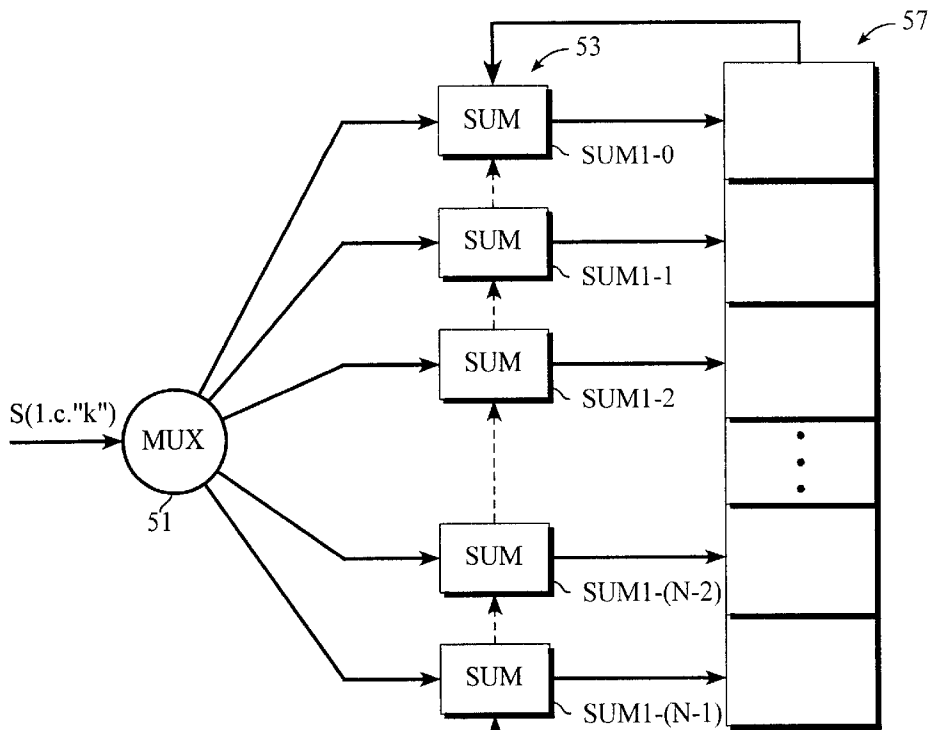 57
53
SUM
SUM1-0
SUM
SUM1-1
SUM
SUM1-2
S(1.c."k")
MUX
51
SUM
SUM1-(N-2)
SUM
SUM1-(N-1)